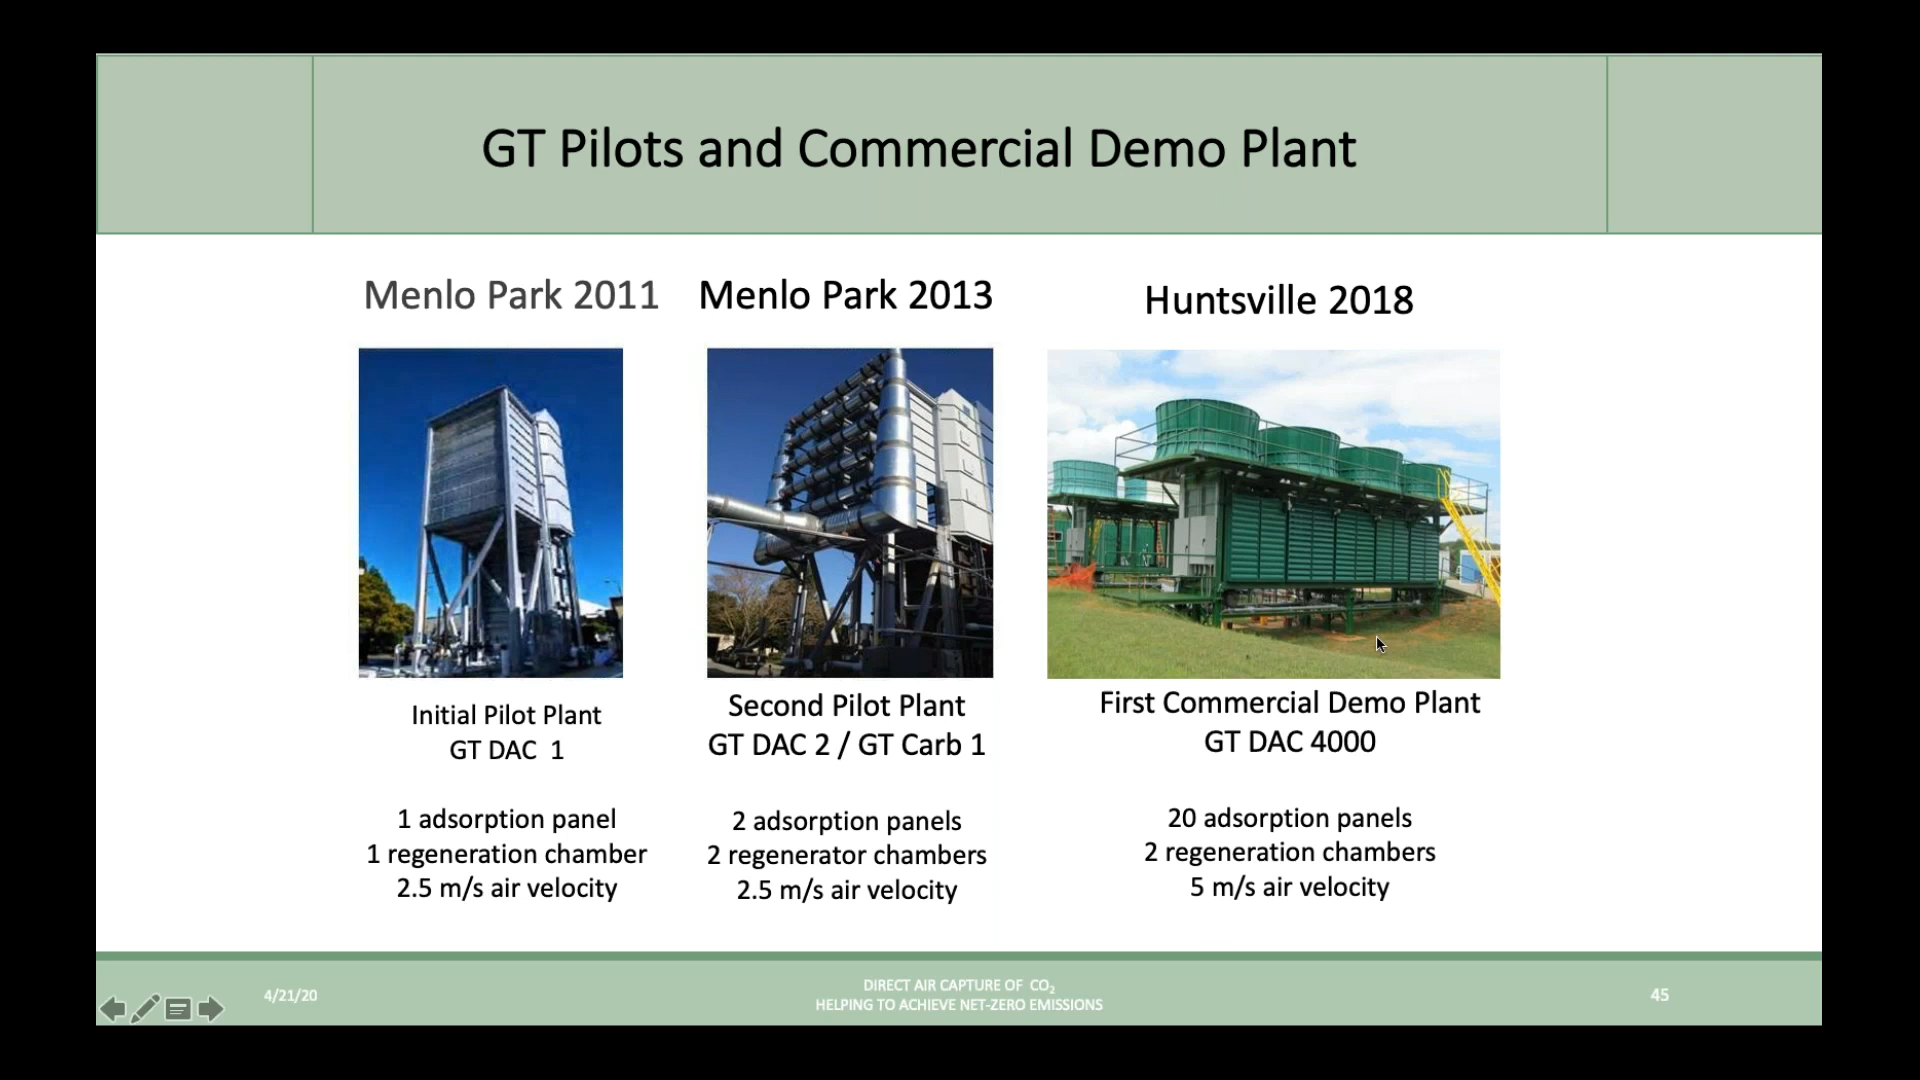 GT Pilots and Commercial Demo Plant
Menlo Park 2011
Menlo Park 2013
Huntsville 2018
Initial Pilot Plant
GT DAC 1
1 adsorption panel
1 regeneration chamber
2.5 m/s air velocity
Second Pilot Plant
GT DAC 2 / GT Carb 1
2 adsorption panels
2 regenerator chambers
2.5 m/s air velocity
First Commercial Demo Plant
GT DAC 4000
20 adsorption panels
2 regeneration chambers
5 m/s air velocity
4/21/20
DIRECT AIR CAPTURE OF CO₂
HELPING TO ACHIEVE NET-ZERO EMISSIONS
45